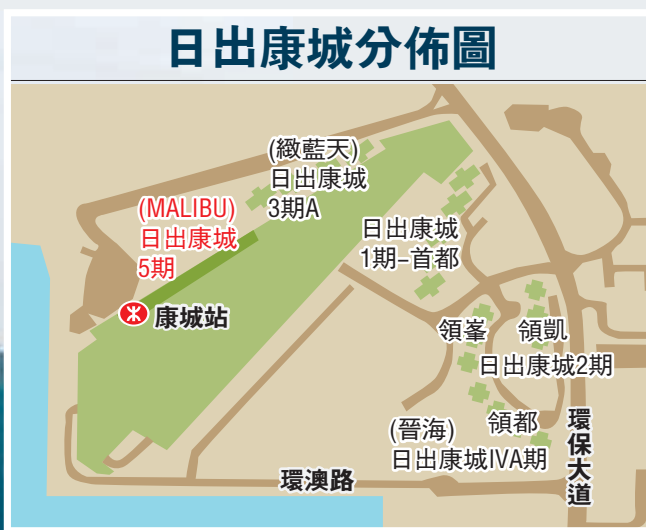 日出康城分佈圖
(緻藍天)
日出康城
3期A
(MALIBU)
日出康城
5期
日出康城
1期-首都
康城站
領峯
領凱
日出康城2期
領都
(晉海)
日出康城IVA期
環保大道
環澳路